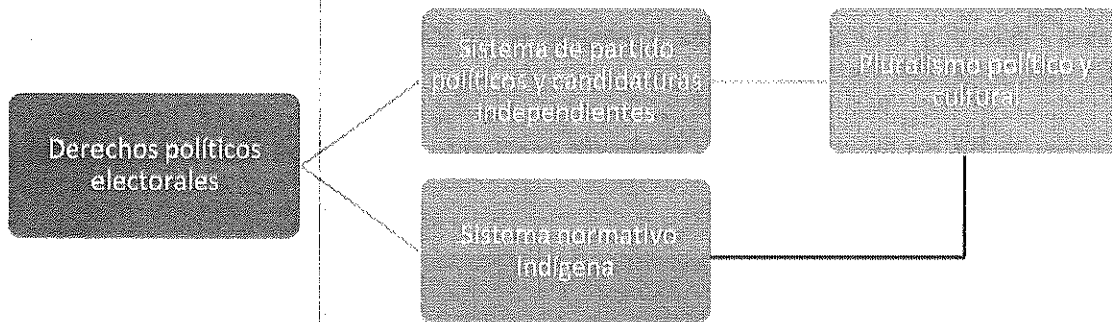 Derechos políticos
electorales
Sistema de partido
políticos y candidaturas
independientes
Sistema normativo
Indígena
Pluralismo político y
cultural